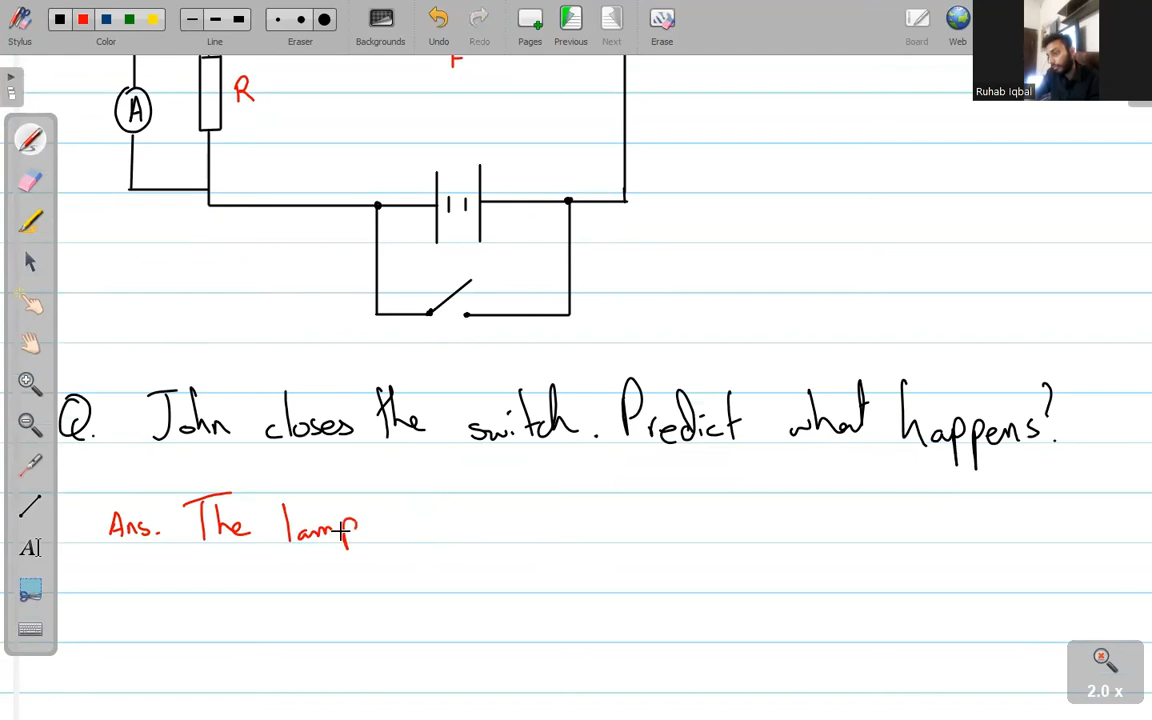 Stylus Color Line Eraser Backgrounds Undo Redo Pages Previous Next Erase Board Web
Ruhab Iqbal
A R
Q. John closes the switch. Predict what happens?
Ans. The lamp
AI
2.0 x